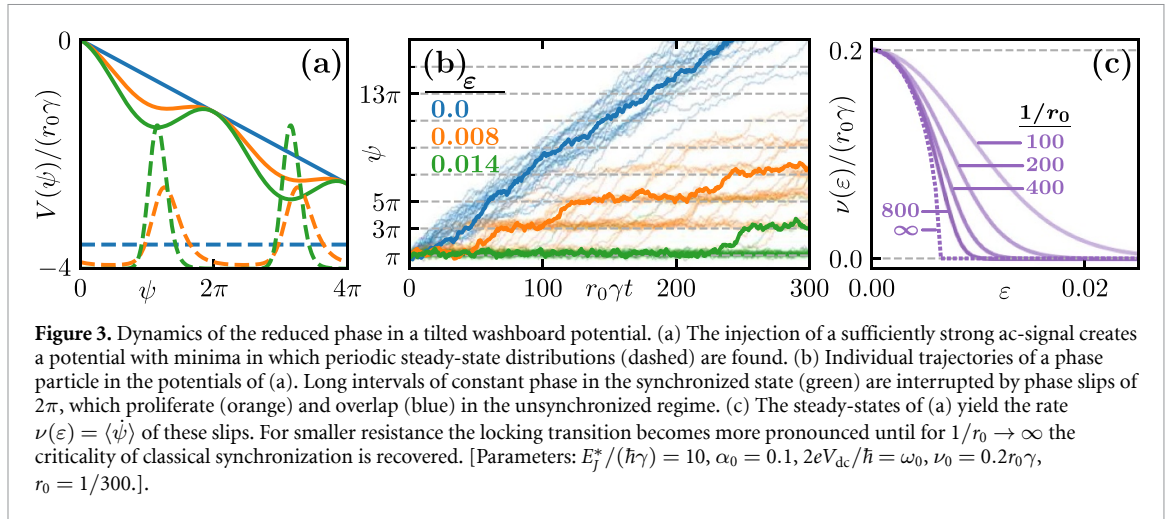 (a)
0
−4
V(ψ)/(r₀γ)
0
ψ
2π
4π
(b)
ε
0.0
0.008
0.014
13π
ψ
5π
3π
π
100
r₀γt
200
300
(c)
0.2
0.0
ν(ε)/(r₀γ)
1/r₀
100
200
400
800
∞
0.00
ε
0.02
Figure 3. Dynamics of the reduced phase in a tilted washboard potential. (a) The injection of a sufficiently strong ac-signal creates
a potential with minima in which periodic steady-state distributions (dashed) are found. (b) Individual trajectories of a phase
particle in the potentials of (a). Long intervals of constant phase in the synchronized state (green) are interrupted by phase slips of
2π, which proliferate (orange) and overlap (blue) in the unsynchronized regime. (c) The steady-states of (a) yield the rate
ν(ε) = ⟨ψ̇⟩ of these slips. For smaller resistance the locking transition becomes more pronounced until for 1/r₀ → ∞ the
criticality of classical synchronization is recovered. [Parameters: E*_J/(ħγ) = 10, α₀ = 0.1, 2eV_dc/ħ = ω₀, ν₀ = 0.2r₀γ,
r₀ = 1/300.].